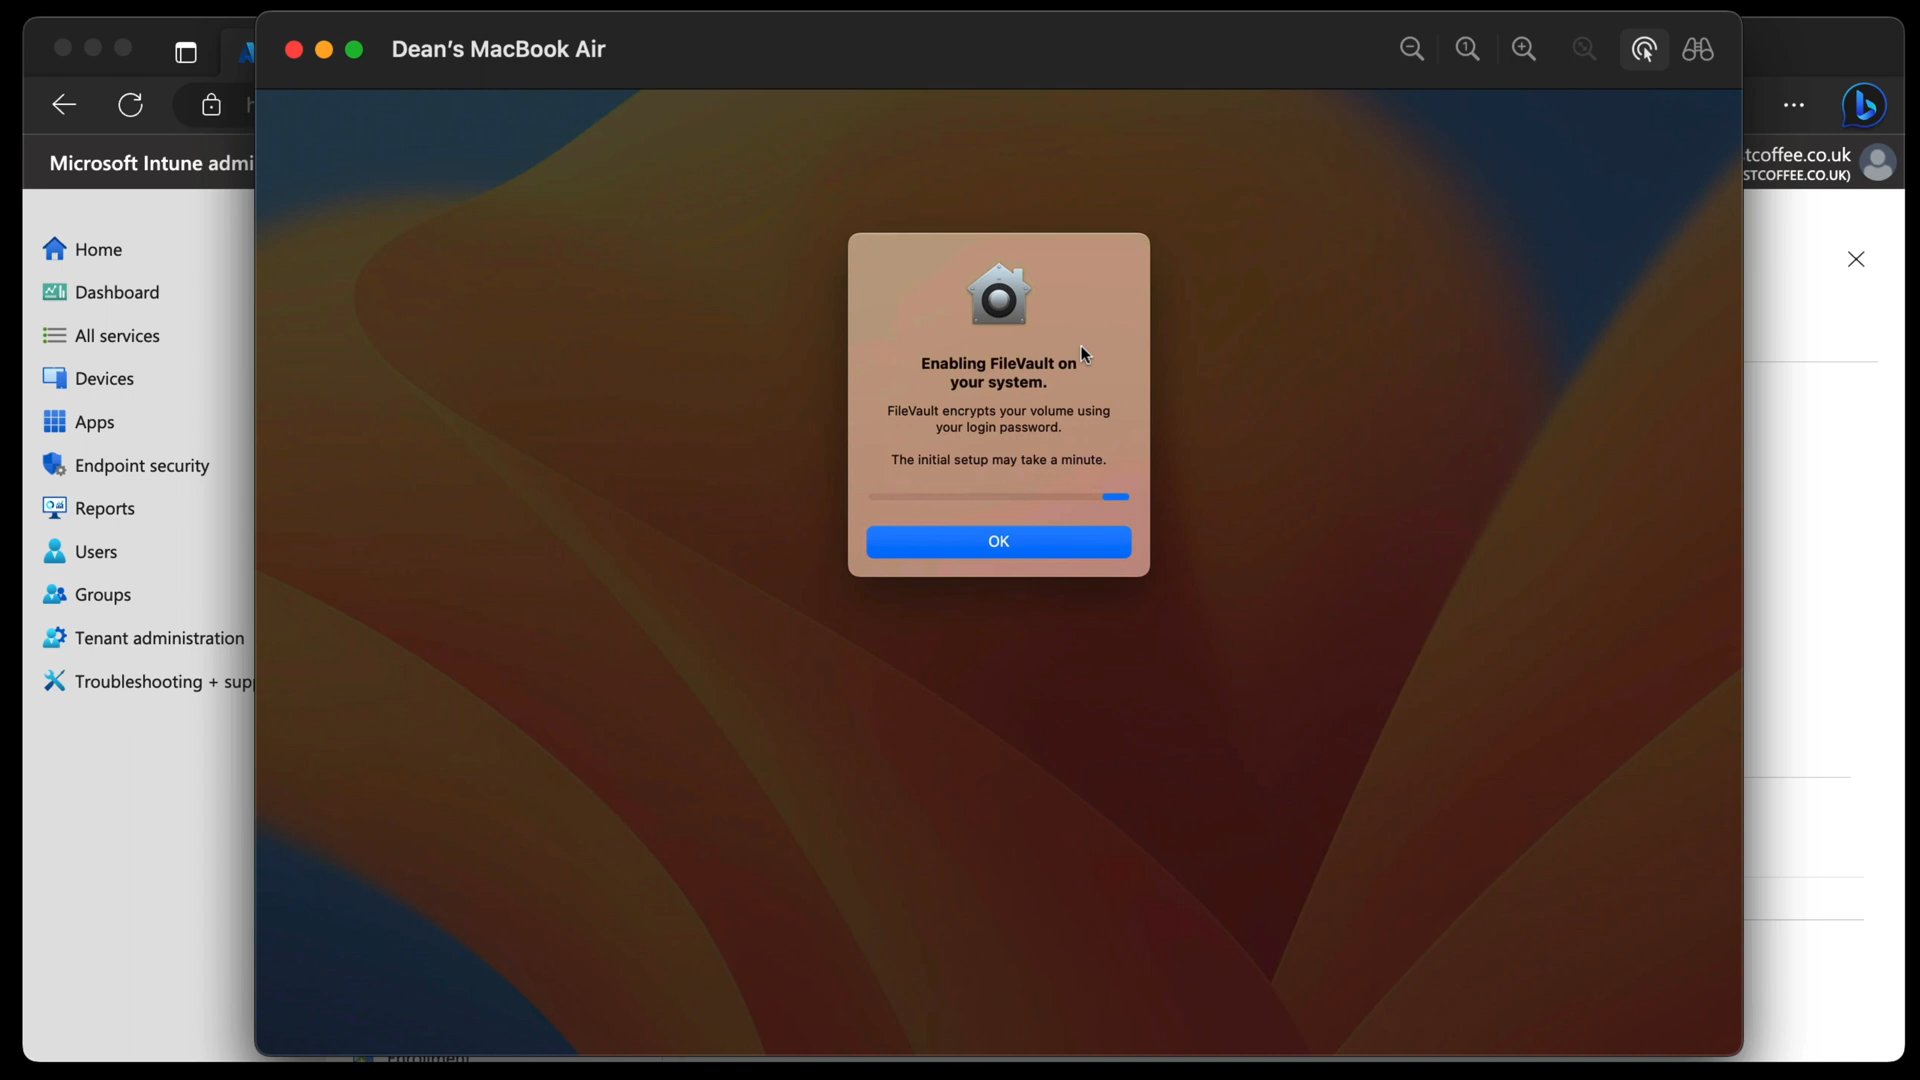 Dean's MacBook Air
Microsoft Intune admi
tcoffee.co.uk
STCOFFEE.CO.UK)
Home
Dashboard
All services
Devices
Apps
Endpoint security
Reports
Users
Groups
Tenant administration
Troubleshooting + supp
Enabling FileVault on
your system.
FileVault encrypts your volume using
your login password.
The initial setup may take a minute.
OK
Enrollment